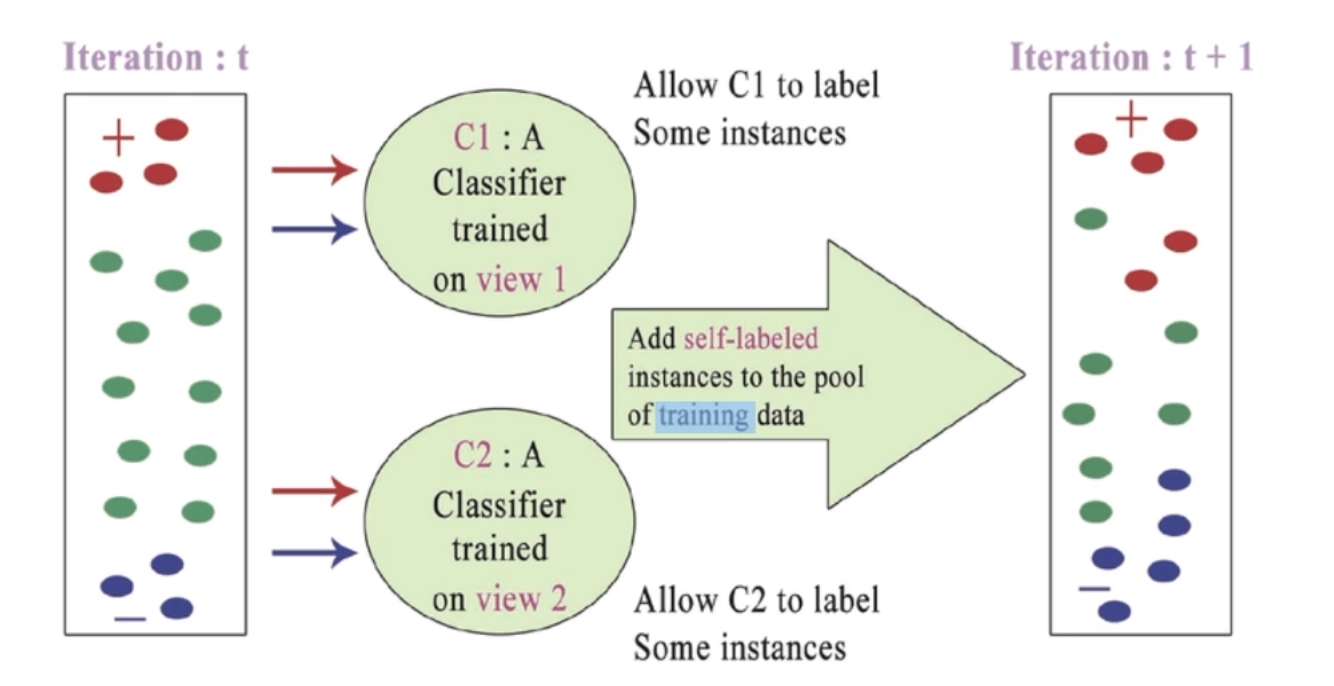 Iteration : t
+
−
C1 : A
Classifier
trained
on view 1
Allow C1 to label
Some instances
Add self-labeled
instances to the pool
of training data
C2 : A
Classifier
trained
on view 2
Allow C2 to label
Some instances
Iteration : t + 1
+
−